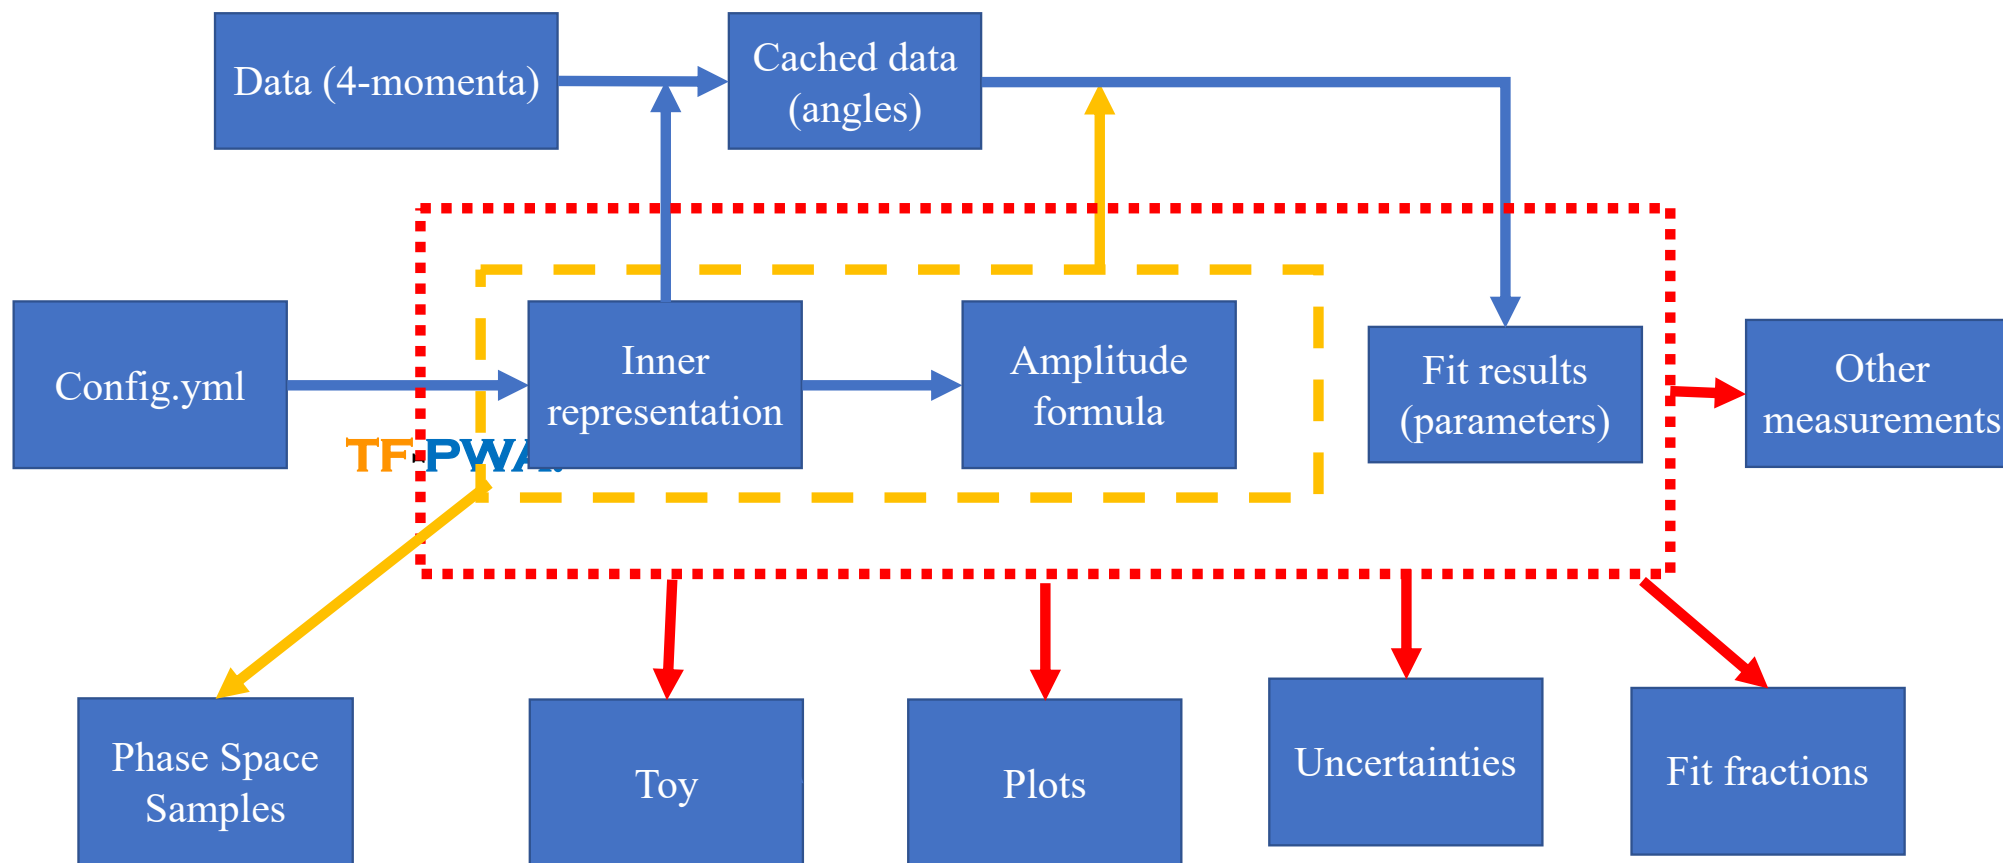 Data (4-momenta)
Cached data
(angles)
Config.yml
Inner
representation
Amplitude
formula
Fit results
(parameters)
Other
measurements
TF-PWA
Phase Space
Samples
Toy
Plots
Uncertainties
Fit fractions